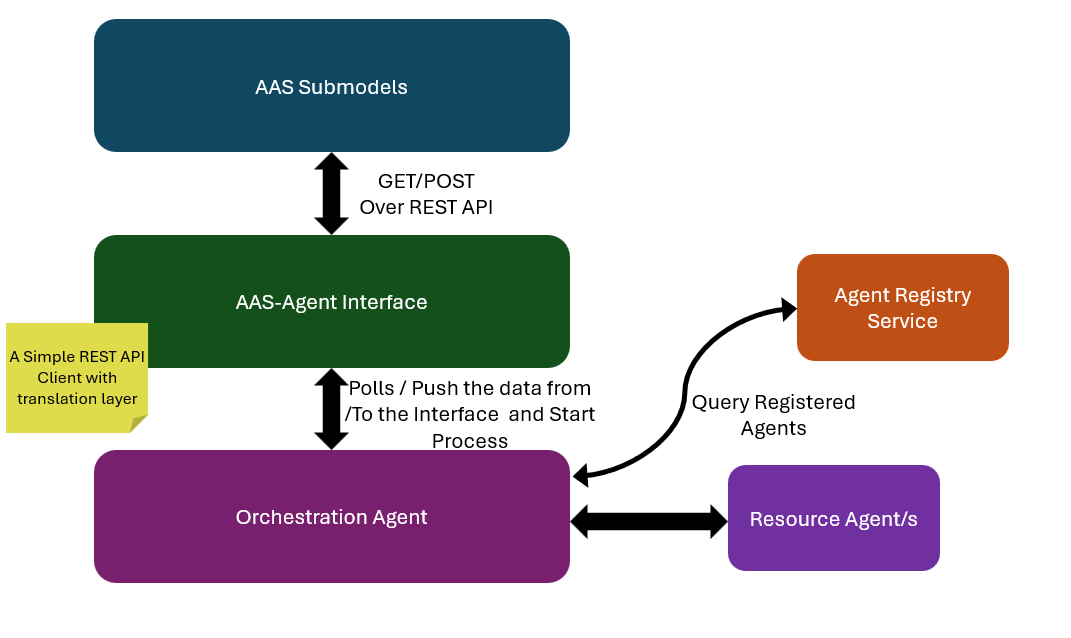 AAS Submodels
GET/POST
Over REST API
AAS-Agent Interface
Agent Registry
Service
A Simple REST API
Client with
translation layer
Polls / Push the data from
/To the Interface and Start
Process
Query Registered
Agents
Orchestration Agent
Resource Agent/s